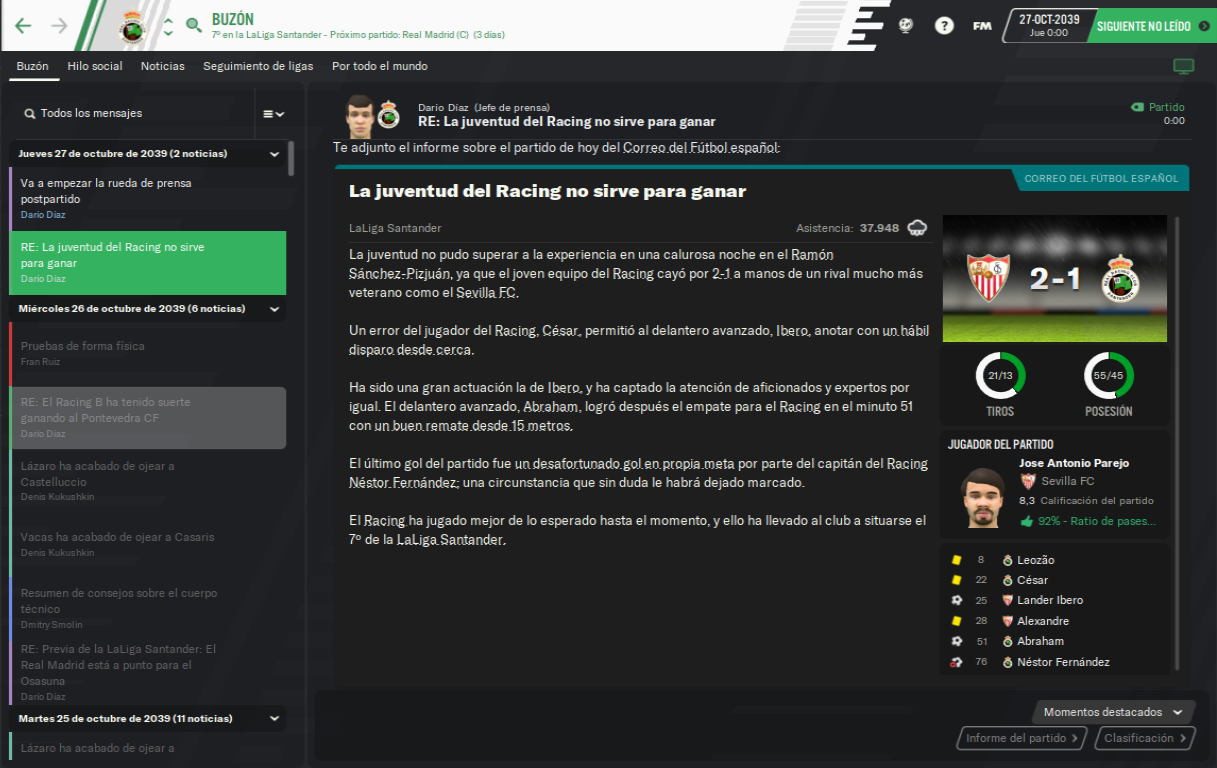 BUZÓN
7º en la LaLiga Santander - Próximo partido: Real Madrid (C) (3 días)
?
FM
27-OCT-2039
Jue 0:00
SIGUIENTE NO LEÍDO
Buzón
Hilo social
Noticias
Seguimiento de ligas
Por todo el mundo
Todos los mensajes
Jueves 27 de octubre de 2039 (2 noticias)
Va a empezar la rueda de prensa
postpartido
Darío Díaz
RE: La juventud del Racing no sirve
para ganar
Darío Díaz
Miércoles 26 de octubre de 2039 (6 noticias)
Pruebas de forma física
Fran Ruiz
RE: El Racing B ha tenido suerte
ganando al Pontevedra CF
Darío Díaz
Lázaro ha acabado de ojear a
Castelluccio
Denis Kukushkin
Vacas ha acabado de ojear a Casaris
Denis Kukushkin
Resumen de consejos sobre el cuerpo
técnico
Dmitry Smolin
RE: Previa de la LaLiga Santander: El
Real Madrid está a punto para el
Osasuna
Darío Díaz
Martes 25 de octubre de 2039 (11 noticias)
Lázaro ha acabado de ojear a
Darío Díaz (Jefe de prensa)
RE: La juventud del Racing no sirve para ganar
Partido
0:00
Te adjunto el informe sobre el partido de hoy del Correo del Fútbol español:
CORREO DEL FÚTBOL ESPAÑOL
La juventud del Racing no sirve para ganar
LaLiga Santander
Asistencia: 37.948
La juventud no pudo superar a la experiencia en una calurosa noche en el Ramón
Sánchez-Pizjuán, ya que el joven equipo del Racing cayó por 2-1 a manos de un rival mucho más
veterano como el Sevilla FC.
Un error del jugador del Racing, César, permitió al delantero avanzado, Ibero, anotar con un hábil
disparo desde cerca.
Ha sido una gran actuación la de Ibero, y ha captado la atención de aficionados y expertos por
igual. El delantero avanzado, Abraham, logró después el empate para el Racing en el minuto 51
con un buen remate desde 15 metros.
El último gol del partido fue un desafortunado gol en propia meta por parte del capitán del Racing
Néstor Fernández; una circunstancia que sin duda le habrá dejado marcado.
El Racing ha jugado mejor de lo esperado hasta el momento, y ello ha llevado al club a situarse el
7º de la LaLiga Santander.
2-1
21/13
TIROS
55/45
POSESIÓN
JUGADOR DEL PARTIDO
Jose Antonio Parejo
Sevilla FC
8,3 Calificación del partido
92% - Ratio de pases...
8 Leozão
22 César
25 Lander Ibero
28 Alexandre
51 Abraham
76 Néstor Fernández
Momentos destacados
Informe del partido
Clasificación